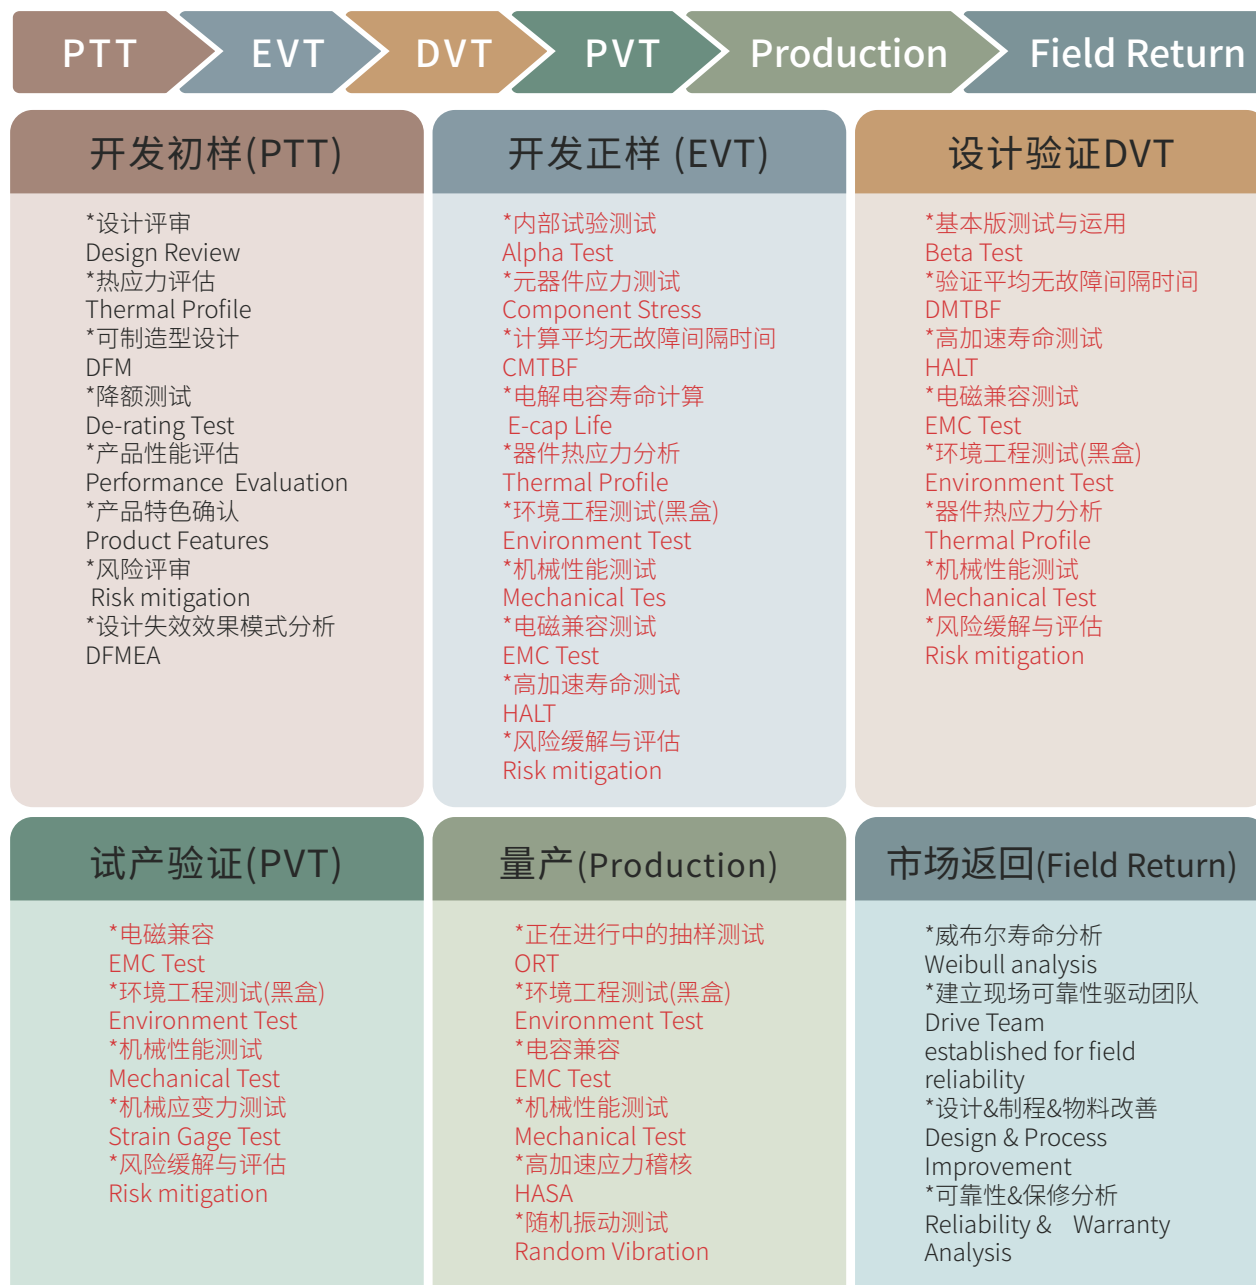 PTT EVT DVT PVT Production Field Return
开发初样(PTT)
*设计评审
Design Review
*热应力评估
Thermal Profile
*可制造型设计
DFM
*降额测试
De-rating Test
*产品性能评估
Performance Evaluation
*产品特色确认
Product Features
*风险评审
Risk mitigation
*设计失效效果模式分析
DFMEA
开发正样 (EVT)
*内部试验测试
Alpha Test
*元器件应力测试
Component Stress
*计算平均无故障间隔时间
CMTBF
*电解电容寿命计算
E-cap Life
*器件热应力分析
Thermal Profile
*环境工程测试(黑盒)
Environment Test
*机械性能测试
Mechanical Tes
*电磁兼容测试
EMC Test
*高加速寿命测试
HALT
*风险缓解与评估
Risk mitigation
设计验证DVT
*基本版测试与运用
Beta Test
*验证平均无故障间隔时间
DMTBF
*高加速寿命测试
HALT
*电磁兼容测试
EMC Test
*环境工程测试(黑盒)
Environment Test
*器件热应力分析
Thermal Profile
*机械性能测试
Mechanical Test
*风险缓解与评估
Risk mitigation
试产验证(PVT)
*电磁兼容
EMC Test
*环境工程测试(黑盒)
Environment Test
*机械性能测试
Mechanical Test
*机械应变力测试
Strain Gage Test
*风险缓解与评估
Risk mitigation
量产(Production)
*正在进行中的抽样测试
ORT
*环境工程测试(黑盒)
Environment Test
*电容兼容
EMC Test
*机械性能测试
Mechanical Test
*高加速应力稽核
HASA
*随机振动测试
Random Vibration
市场返回(Field Return)
*威布尔寿命分析
Weibull analysis
*建立现场可靠性驱动团队
Drive Team
established for field
reliability
*设计&制程&物料改善
Design & Process
Improvement
*可靠性&保修分析
Reliability & Warranty
Analysis